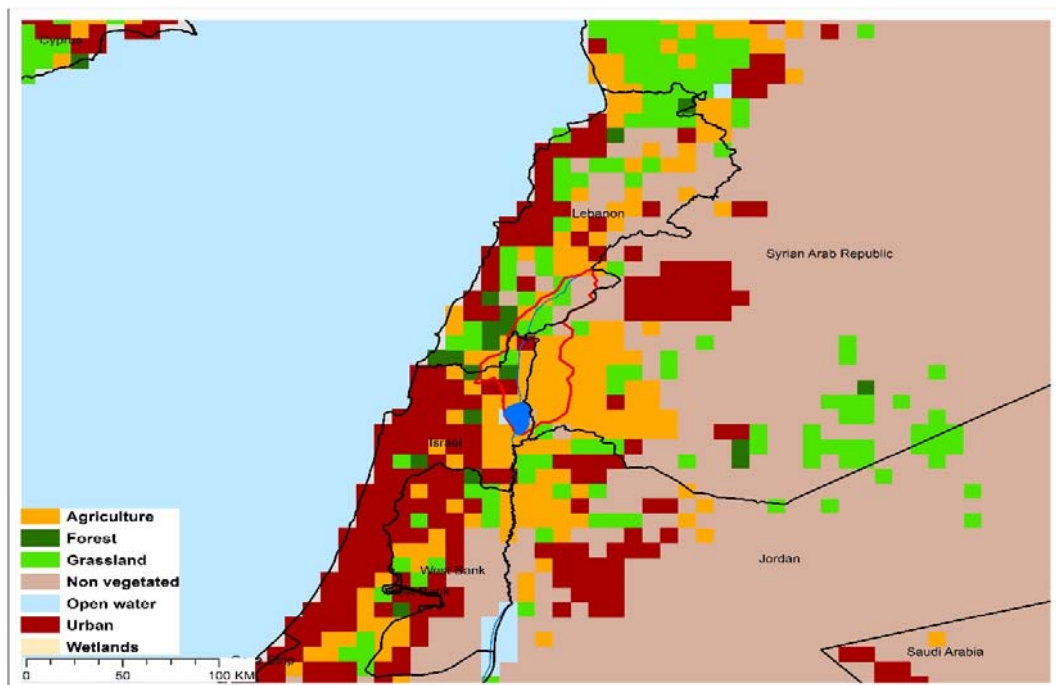 Cyprus
Lebanon
Syrian Arab Republic
Israel
West Bank
Jordan
Saudi Arabia
Agriculture
Forest
Grassland
Non vegetated
Open water
Urban
Wetlands
0 50 100 KM